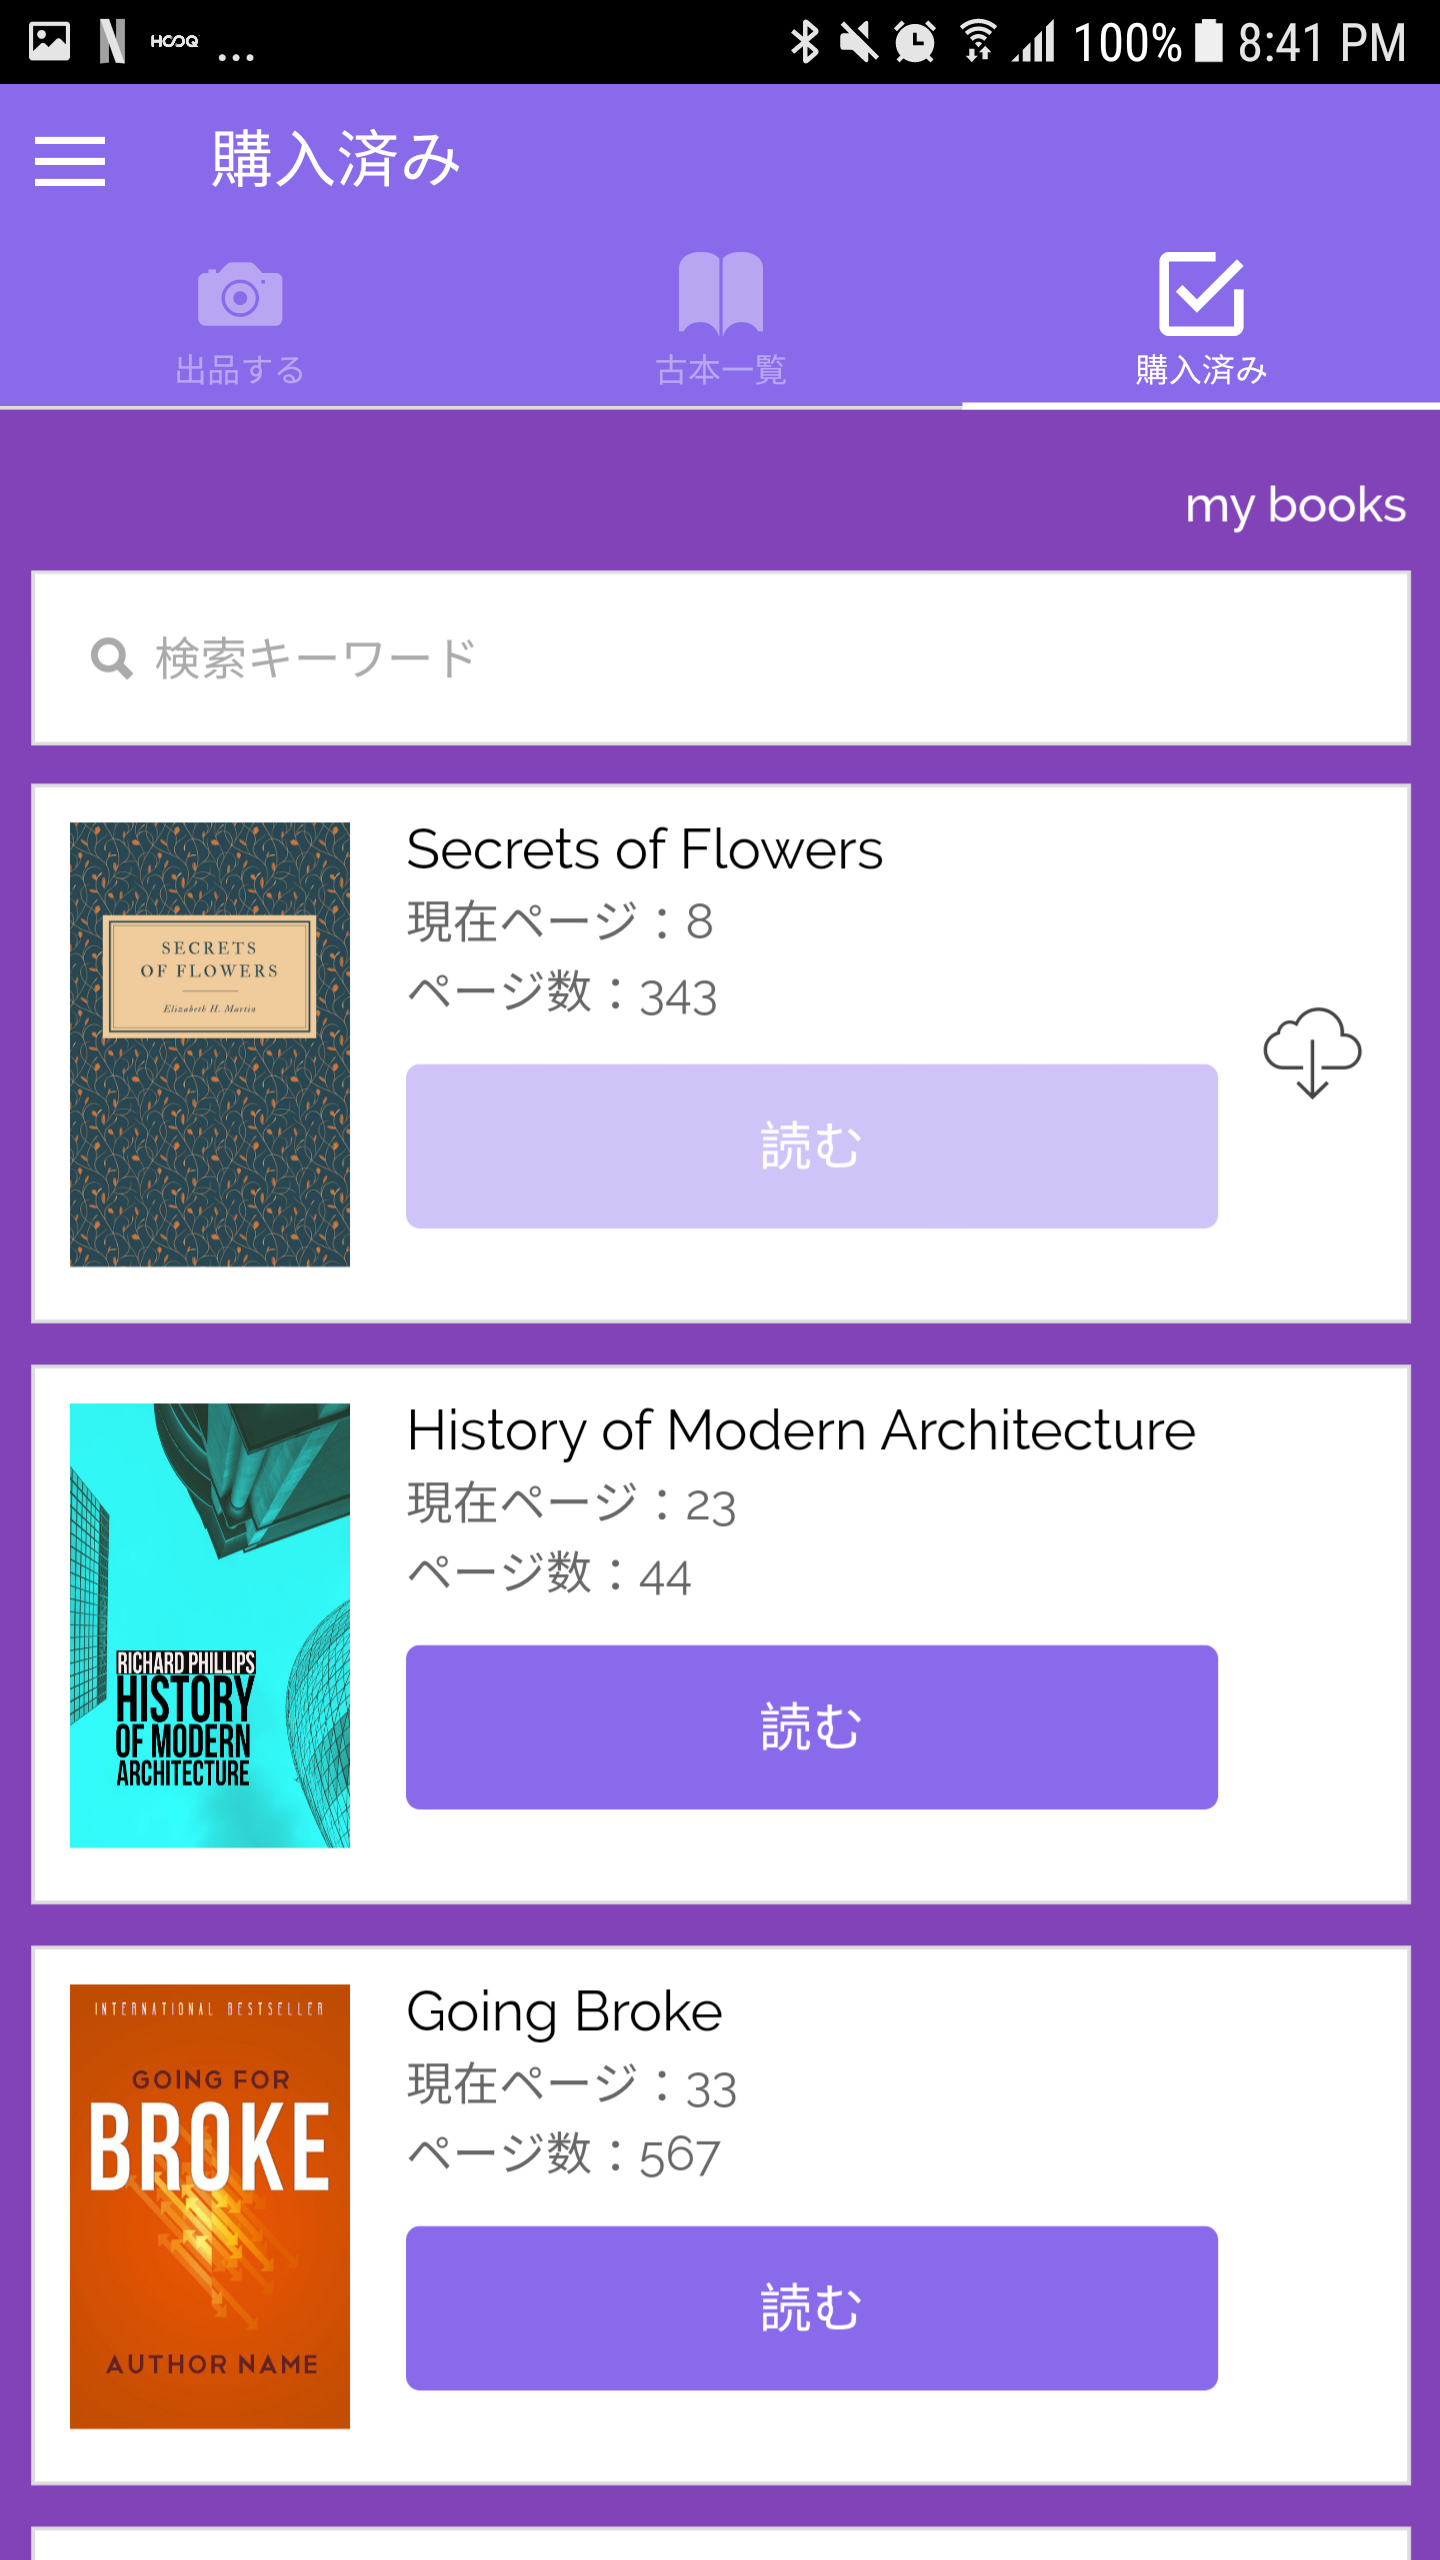 HOOQ ... 100% 8:41 PM
購入済み
出品する 古本一覧 購入済み
my books
検索キーワード
SECRETS
OF FLOWERS
Elizabeth H. Martin
Secrets of Flowers
現在ページ：8
ページ数：343
読む
RICHARD PHILLIPS
HISTORY
OF MODERN
ARCHITECTURE
History of Modern Architecture
現在ページ：23
ページ数：44
読む
INTERNATIONAL BESTSELLER
GOING FOR
BROKE
AUTHOR NAME
Going Broke
現在ページ：33
ページ数：567
読む